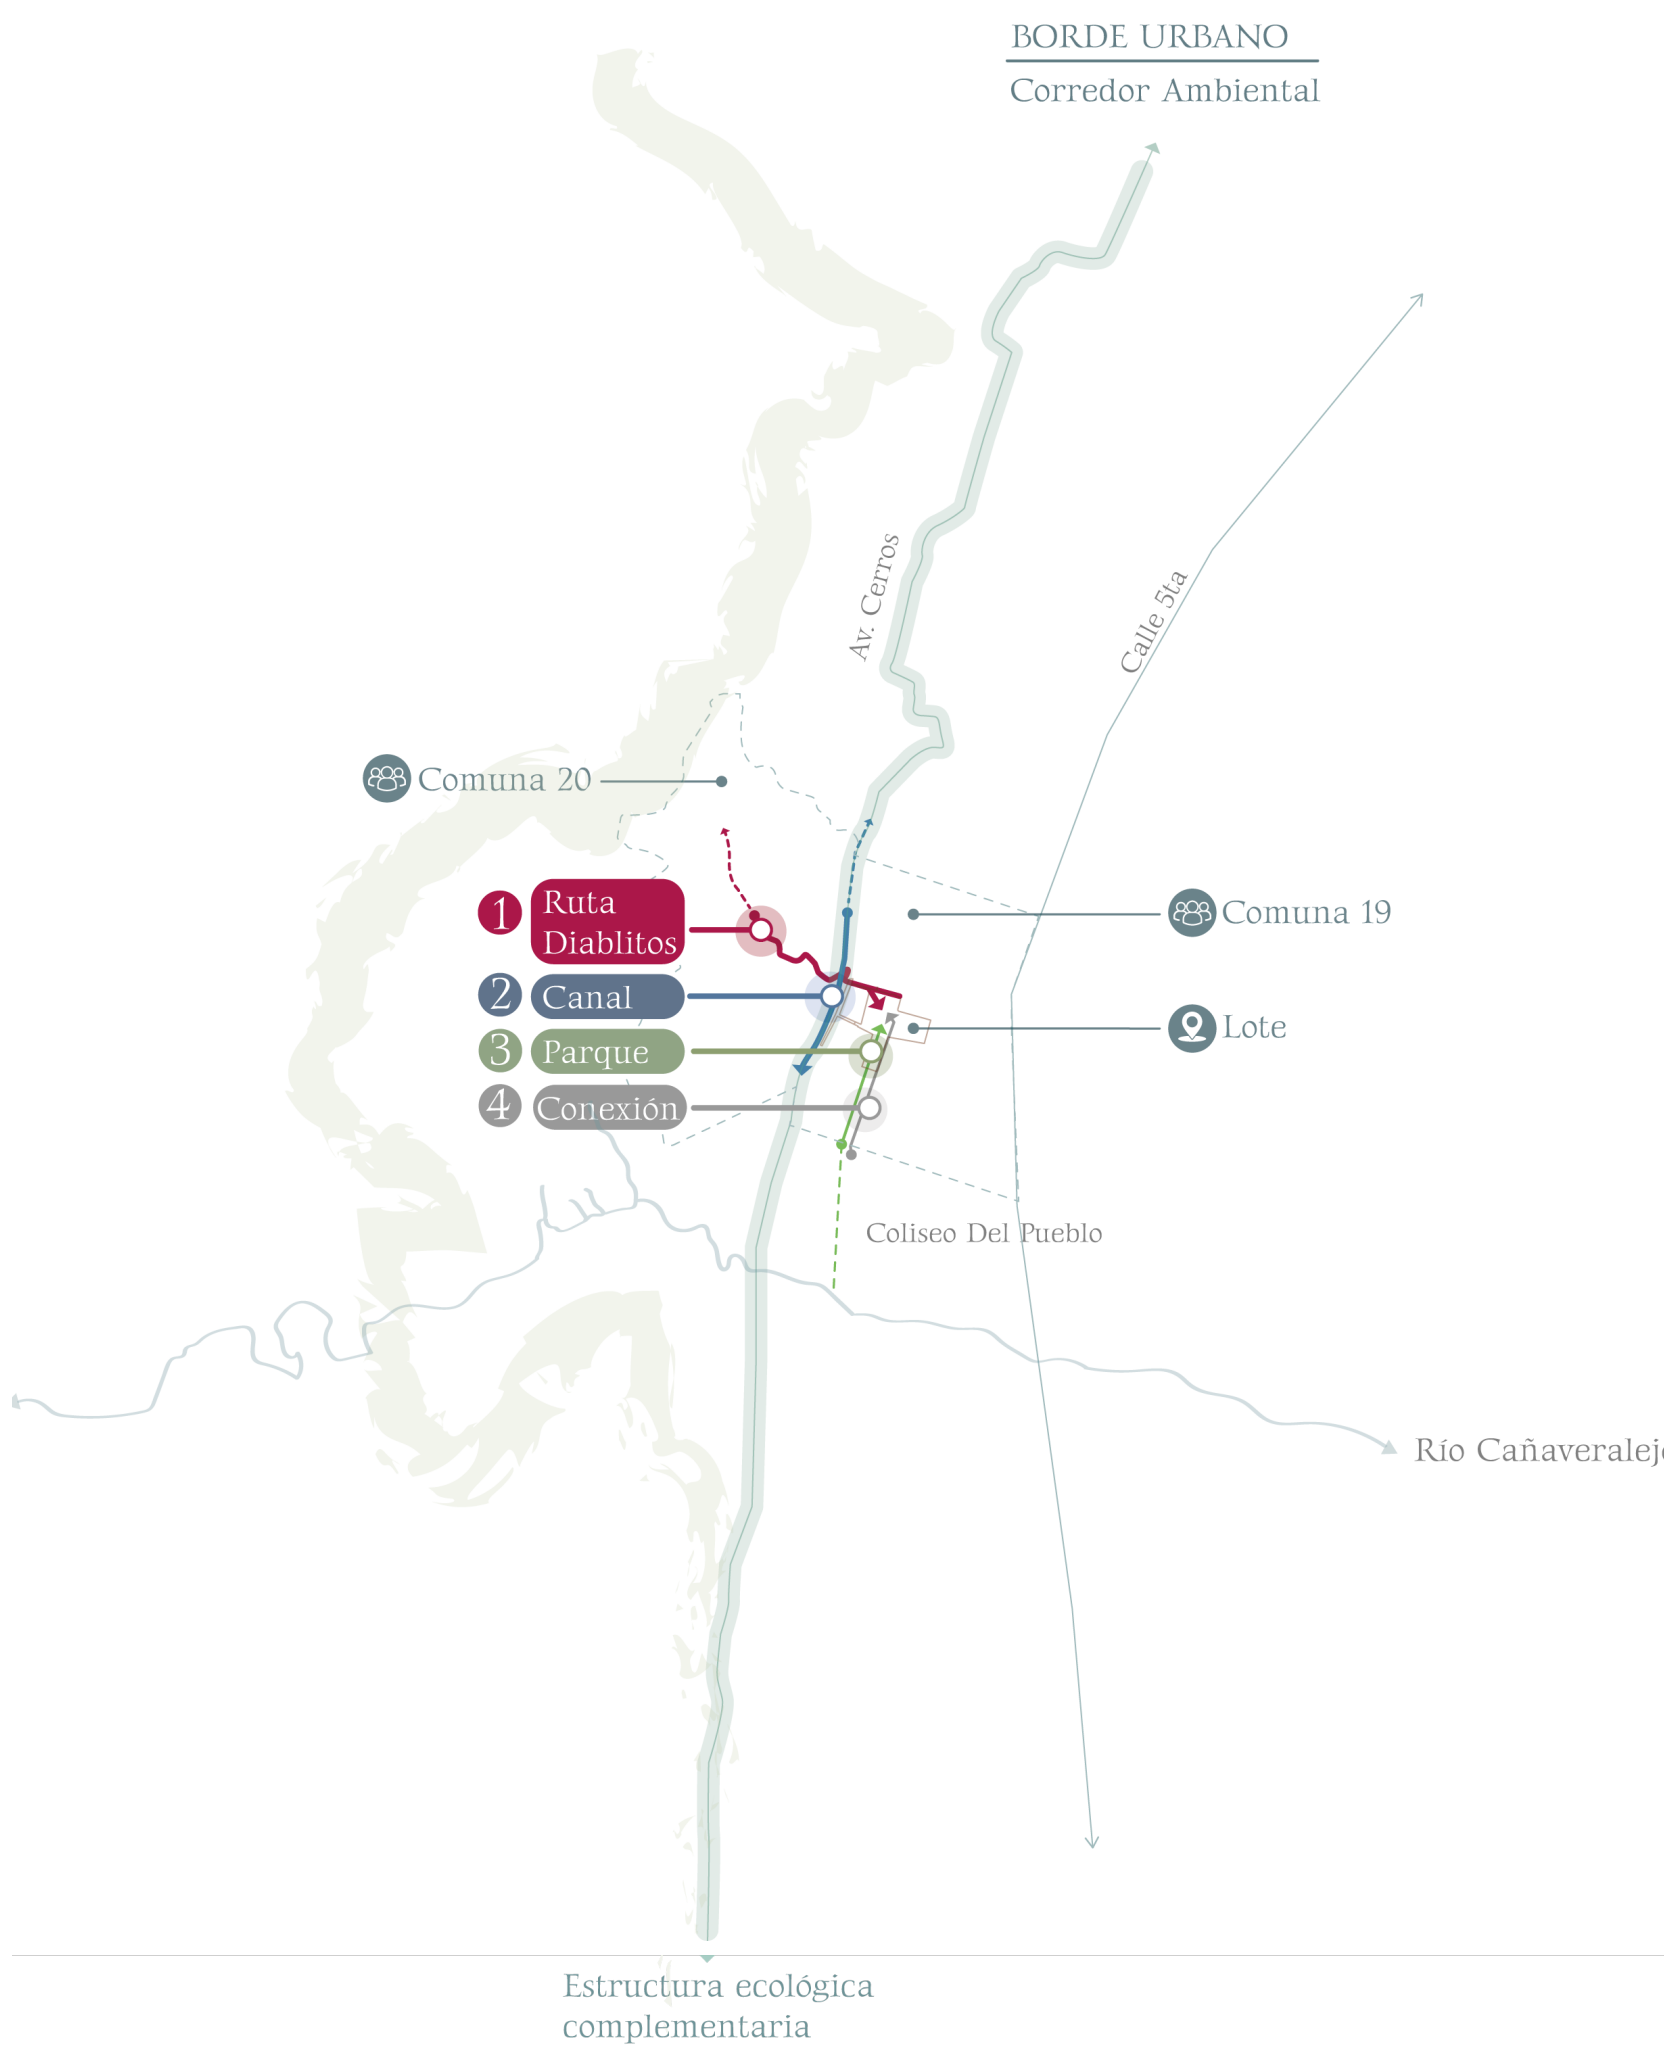 BORDE URBANO
Corredor Ambiental
Av. Cerros
Calle 5ta
Comuna 20
1 Ruta
Diablitos
Comuna 19
2 Canal
Lote
3 Parque
4 Conexión
Coliseo Del Pueblo
Río Cañaveralej
Estructura ecológica
complementaria